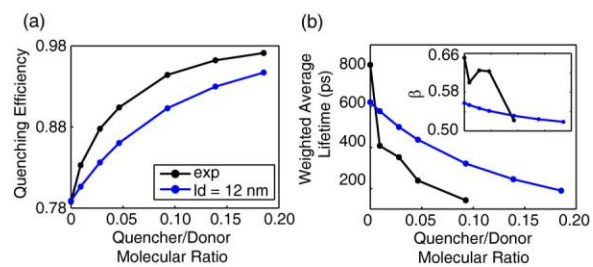 (a)
0.98
0.88
0.78
Quenching Efficiency
exp
ld = 12 nm
0 0.05 0.10 0.15 0.20
Quencher/Donor
Molecular Ratio
(b)
800
600
400
200
Weighted Average
Lifetime (ps)
0.66
0.58
0.50
β
0 0.05 0.10 0.15 0.20
Quencher/Donor
Molecular Ratio